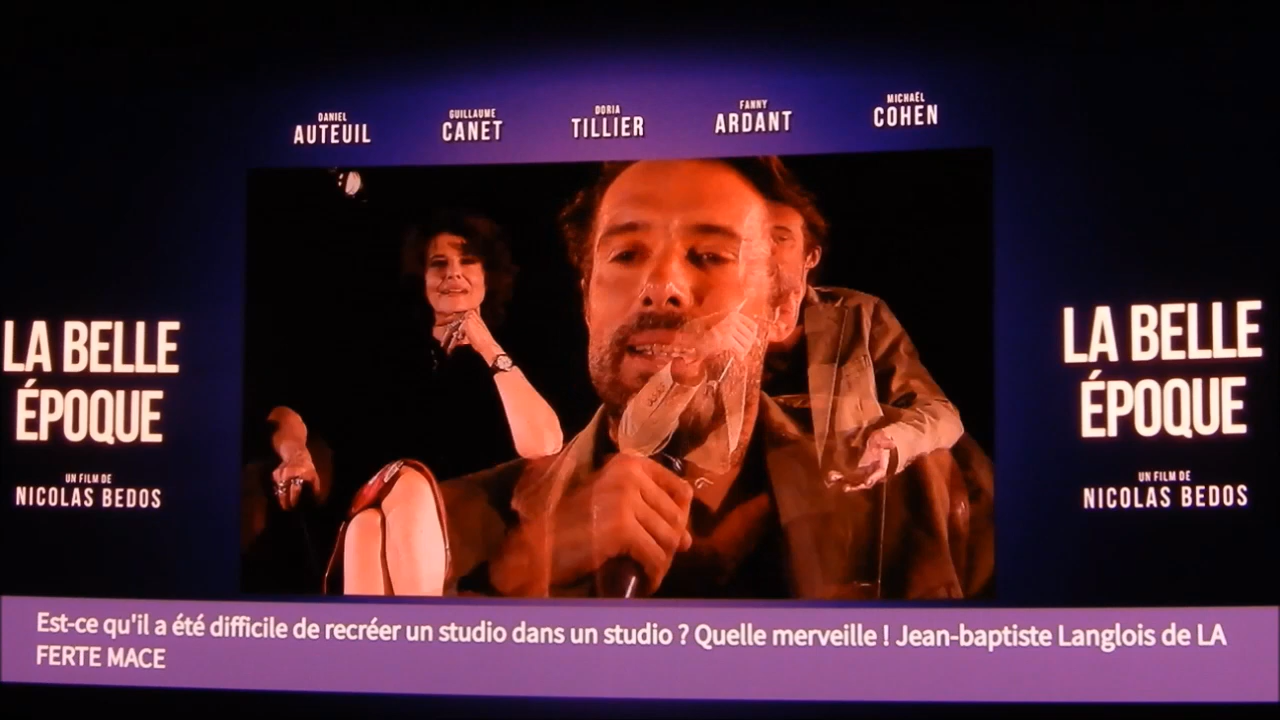 DANIEL
AUTEUIL
GUILLAUME
CANET
DORIA
TILLIER
FANNY
ARDANT
MICHAËL
COHEN
LA BELLE
ÉPOQUE
UN FILM DE
NICOLAS BEDOS
LA BELLE
ÉPOQUE
UN FILM DE
NICOLAS BEDOS
Est-ce qu'il a été difficile de recréer un studio dans un studio ? Quelle merveille ! Jean-baptiste Langlois de LA
FERTE MACE